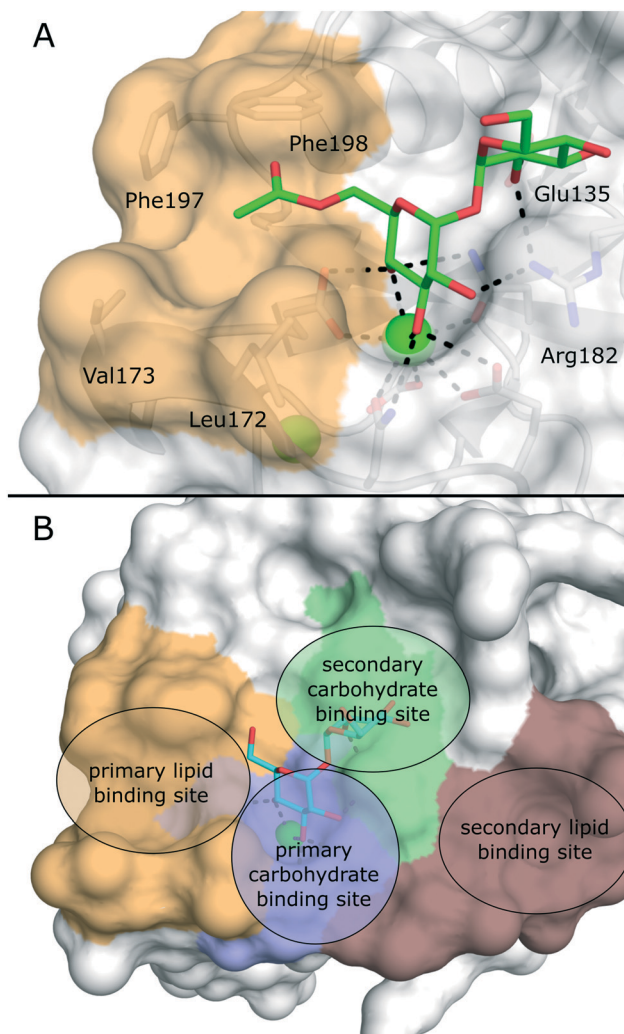 A
Phe198
Phe197
Glu135
Arg182
Val173
Leu172
B
secondary
carbohydrate
binding site
primary lipid
binding site
secondary lipid
binding site
primary
carbohydrate
binding site